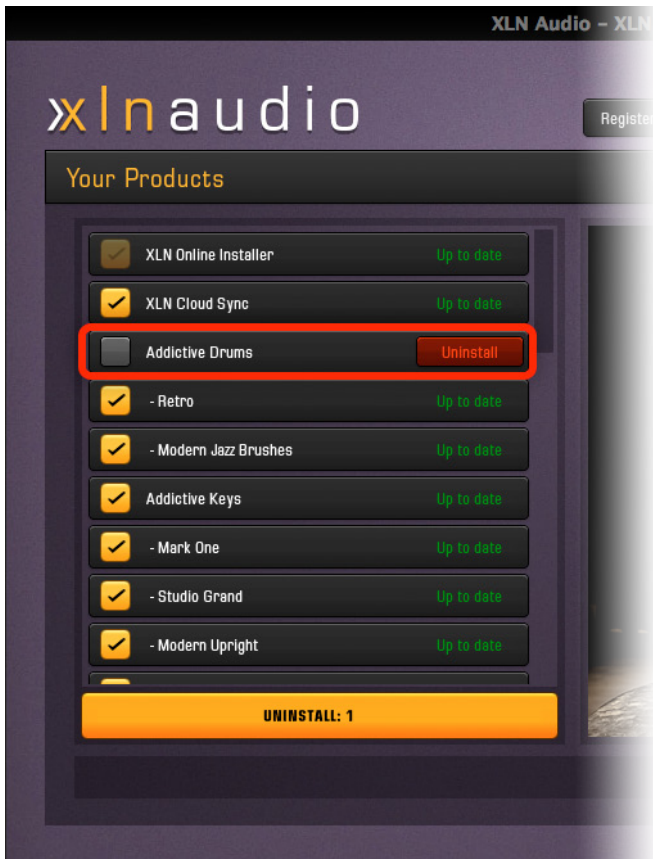 XLN Audio – XLN
xlnaudio
Register
Your Products
XLN Online Installer Up to date
XLN Cloud Sync Up to date
Addictive Drums Uninstall
- Retro Up to date
- Modern Jazz Brushes Up to date
Addictive Keys Up to date
- Mark One Up to date
- Studio Grand Up to date
- Modern Upright Up to date
UNINSTALL: 1